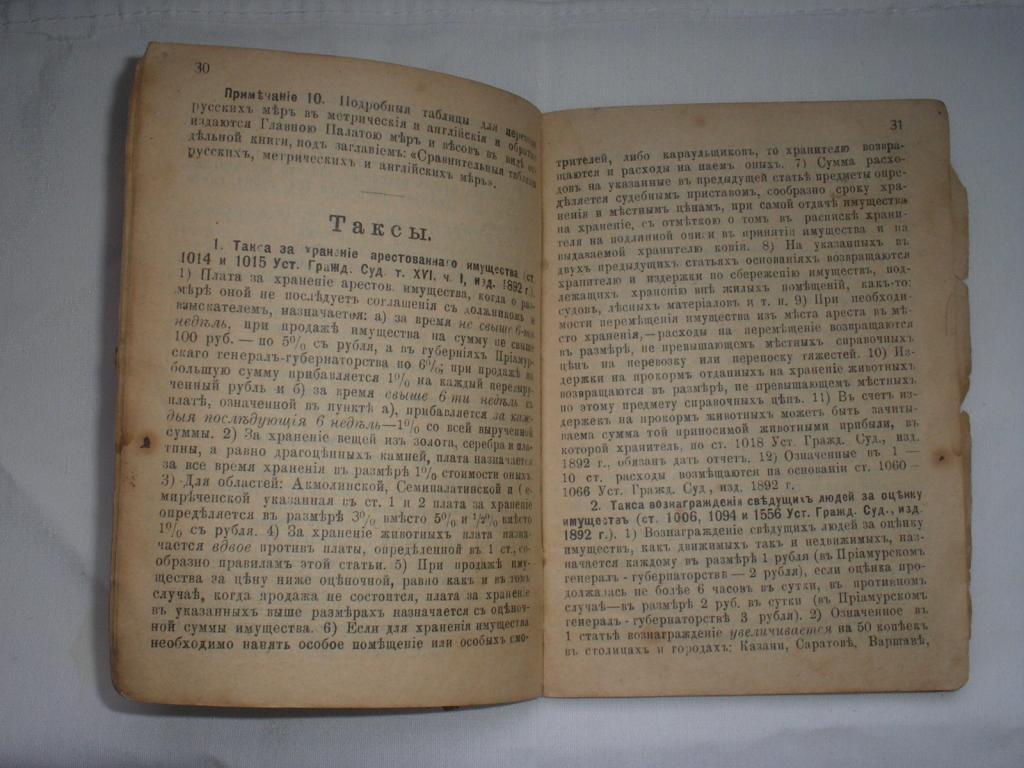 30
Примѣчаніе 10. Подробныя таблицы для
русскихъ мѣръ въ метрическія и англійскія и
издаются Главною Палатою мѣръ и вѣсовъ въ видѣ
дѣльной книги, подъ заглавіемъ: «Сравнительныя таблицы
русскихъ, метрическихъ и англійскихъ мѣръ».
Таксы.
1. Такса за храненіе арестованнаго имущества (ст.
1014 и 1015 Уст. Гражд. Суд. т. XVI, ч. I, изд. 1892 г.)
1) Плата за храненіе арестов. имущества, когда о раз-
мѣрѣ оной не послѣдуетъ соглашенія съ должникомъ и
взыскателемъ, назначается: а) за время не свыше 6-ти
недѣль, при продажѣ имущества на сумму не свыше
100 руб. — по 5% съ рубля, а въ губерніяхъ Пріамур-
скаго генералъ-губернаторства по 6%; при продажѣ на
большую сумму прибавляется 1% на каждый
ченный рубль и б) за время свыше 6-ти недѣль къ
платѣ, означенной въ пунктѣ а), прибавляется за каж-
дыя послѣдующія 6 недѣль—1% со всей вырученной
суммы. 2) За храненіе вещей изъ золота, серебра и пла-
тины, а равно драгоцѣнныхъ камней, плата назначается
за все время храненія въ размѣрѣ 1% стоимости оныхъ.
3) Для областей: Акмолинской, Семипалатинской и Се-
миреченской указанная въ ст. 1 и 2 плата за храненіе
опредѣляется въ размѣрѣ 3% вмѣсто 5% и ½% вмѣсто
1% съ рубля. 4) За храненіе животныхъ плата назна-
чается вдвое противъ платы, опредѣленной въ 1 ст., со-
образно правиламъ этой статьи. 5) При продажѣ иму-
щества за цѣну ниже оцѣночной, равно какъ и въ томъ
случаѣ, когда продажа не состоится, плата за храненіе
въ указанныхъ выше размѣрахъ назначается съ оцѣноч-
ной суммы имущества. 6) Если для храненія имущества
необходимо нанять особое помѣщеніе или особыхъ смо-
31
трителей, либо караульщиковъ, то хранителю возвра-
щаются и расходы на наемъ оныхъ. 7) Сумма расхо-
довъ на указанные въ предыдущей статьѣ предметы опре-
дѣляется судебнымъ приставомъ, сообразно сроку хра-
ненія и мѣстнымъ цѣнамъ, при самой отдачѣ имущества
на храненіе, съ отмѣткою о томъ въ распискѣ храни-
теля на подлинной описи въ принятіи имущества и на
выдаваемой хранителю копіи. 8) На указанныхъ въ
двухъ предыдущихъ статьяхъ основаніяхъ возвращаются
хранителю и издержки по сбереженію имуществъ, под-
лежащихъ храненію внѣ жилыхъ помѣщеній, какъ-то:
судовъ, лѣсныхъ матеріаловъ и т. п. 9) При необходи-
мости перемѣщенія имущества изъ мѣста ареста въ мѣ-
сто храненія,—расходы на перемѣщеніе возвращаются
въ размѣрѣ, не превышающемъ мѣстныхъ справочныхъ
цѣнъ на перевозку или переноску тяжестей. 10) Из-
держки на прокормъ отданныхъ на храненіе животныхъ
возвращаются въ размѣрѣ, не превышающемъ мѣстныхъ
по этому предмету справочныхъ цѣнъ. 11) Въ счетъ из-
держекъ на прокормъ животныхъ можетъ быть зачиты-
ваема сумма той приносимой животными прибыли, въ
которой хранитель, по ст. 1018 Уст. Гражд. Суд., изд.
1892 г., обязанъ дать отчетъ. 12) Означенные въ 1 —
10 ст. расходы возмѣщаются на основаніи ст. 1060—
1066 Уст. Гражд. Суд., изд. 1892 г.
2. Такса вознагражденія свѣдущихъ людей за оцѣнку
имуществъ (ст. 1006, 1094 и 1556 Уст. Гражд. Суд., изд.
1892 г.). 1) Вознагражденіе свѣдущихъ людей за оцѣнку
имуществъ, какъ движимыхъ такъ и недвижимыхъ, наз-
начается каждому въ размѣрѣ 1 рубля (въ Пріамурскомъ
генералъ-губернаторствѣ — 2 рубля), если оцѣнка про-
должалась не болѣе 6 часовъ въ сутки, въ противномъ
случаѣ—въ размѣрѣ 2 руб. въ сутки (въ Пріамурскомъ
генералъ-губернаторствѣ 3 рубля). 2) Означенное въ
1 статьѣ вознагражденіе увеличивается на 50 копѣекъ
въ столицахъ и городахъ: Казани, Саратовѣ, Варшавѣ,